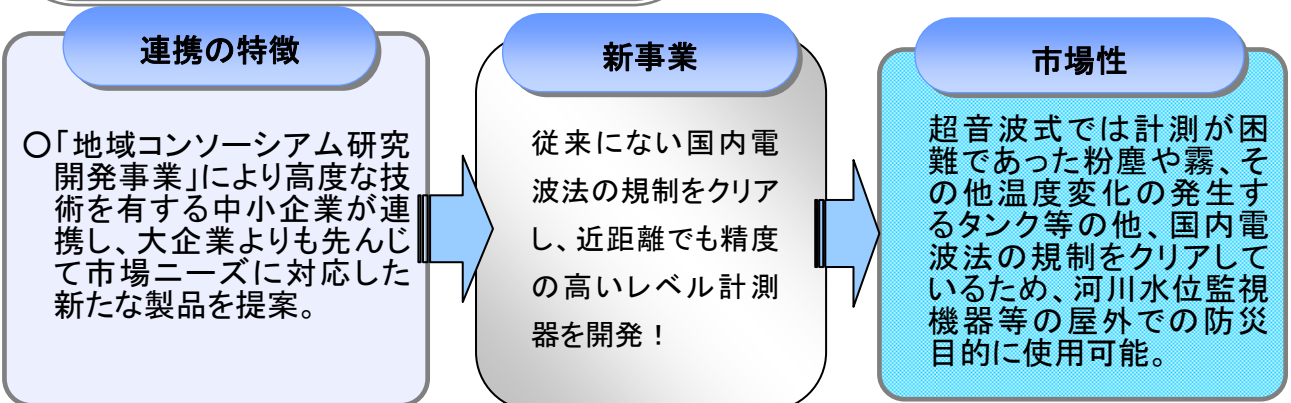 連携の特徴
○「地域コンソーシアム研究
開発事業」により高度な技
術を有する中小企業が連
携し、大企業よりも先んじ
て市場ニーズに対応した
新たな製品を提案。
新事業
従来にない国内電
波法の規制をクリア
し、近距離でも精度
の高いレベル計測
器を開発！
市場性
超音波式では計測が困
難であった粉塵や霧、そ
の他温度変化の発生す
るタンク等の他、国内電
波法の規制をクリアして
いるため、河川水位監視
機器等の屋外での防災
目的に使用可能。